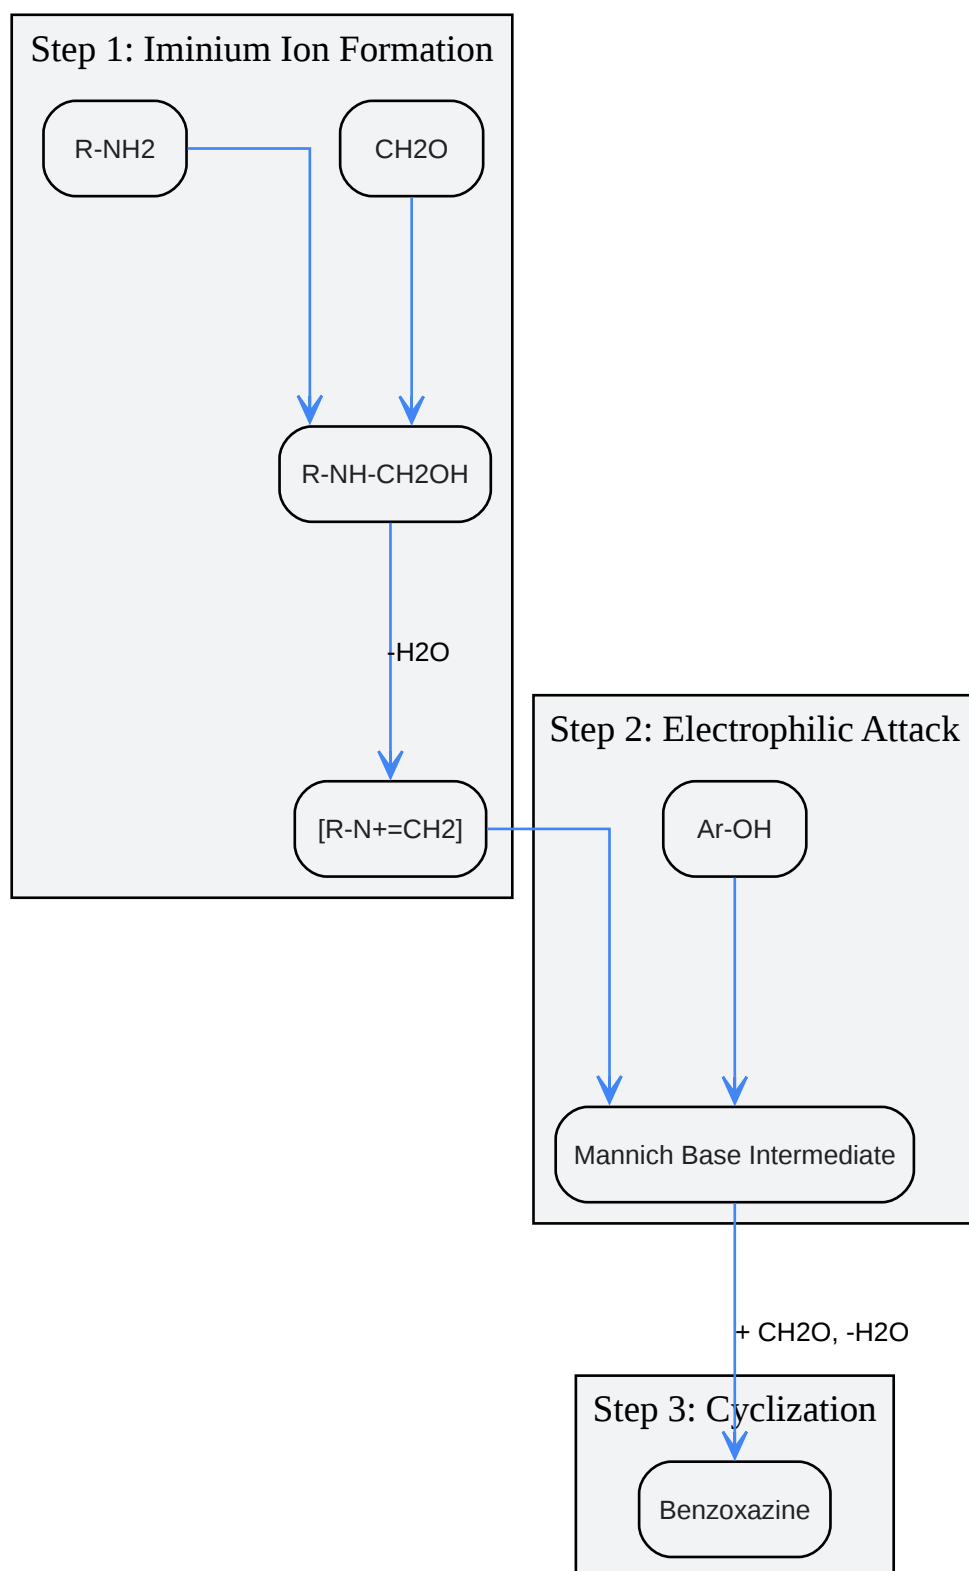 Step 1: Iminium Ion Formation
R-NH2
CH2O
R-NH-CH2OH
-H2O
[R-N+=CH2]
Step 2: Electrophilic Attack
Ar-OH
Mannich Base Intermediate
+ CH2O, -H2O
Step 3: Cyclization
Benzoxazine